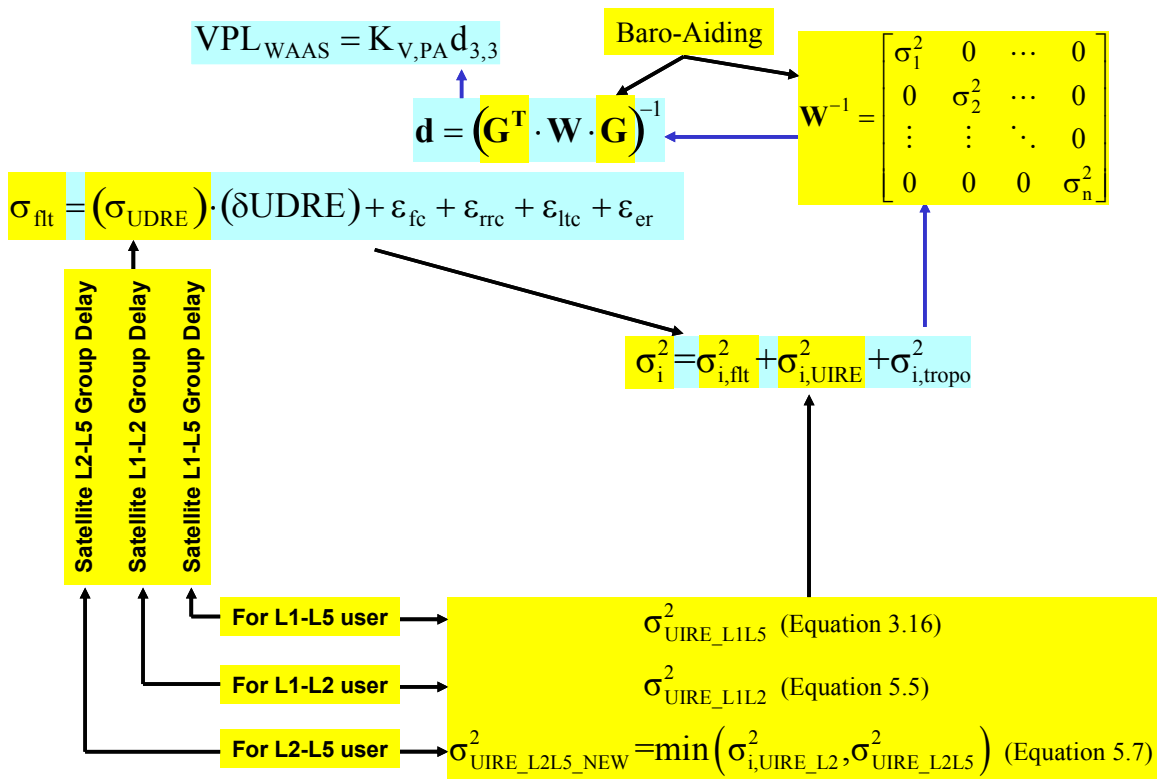 VPL_WAAS = K_V,PA d_3,3
Baro-Aiding
d = (G^T · W · G)^−1
W^−1 = [σ_1^2 0 ⋯ 0
0 σ_2^2 ⋯ 0
⋮ ⋮ ⋱ 0
0 0 0 σ_n^2]
σ_flt = (σ_UDRE) · (δUDRE) + ε_fc + ε_rrc + ε_ltc + ε_er
σ_i^2 = σ_i,flt^2 + σ_i,UIRE^2 + σ_i,tropo^2
Satellite L2-L5 Group Delay
Satellite L1-L2 Group Delay
Satellite L1-L5 Group Delay
For L1-L5 user
σ_UIRE_L1L5^2 (Equation 3.16)
For L1-L2 user
σ_UIRE_L1L2^2 (Equation 5.5)
For L2-L5 user
σ_UIRE_L2L5_NEW^2 = min(σ_i,UIRE_L2^2, σ_UIRE_L2L5^2) (Equation 5.7)